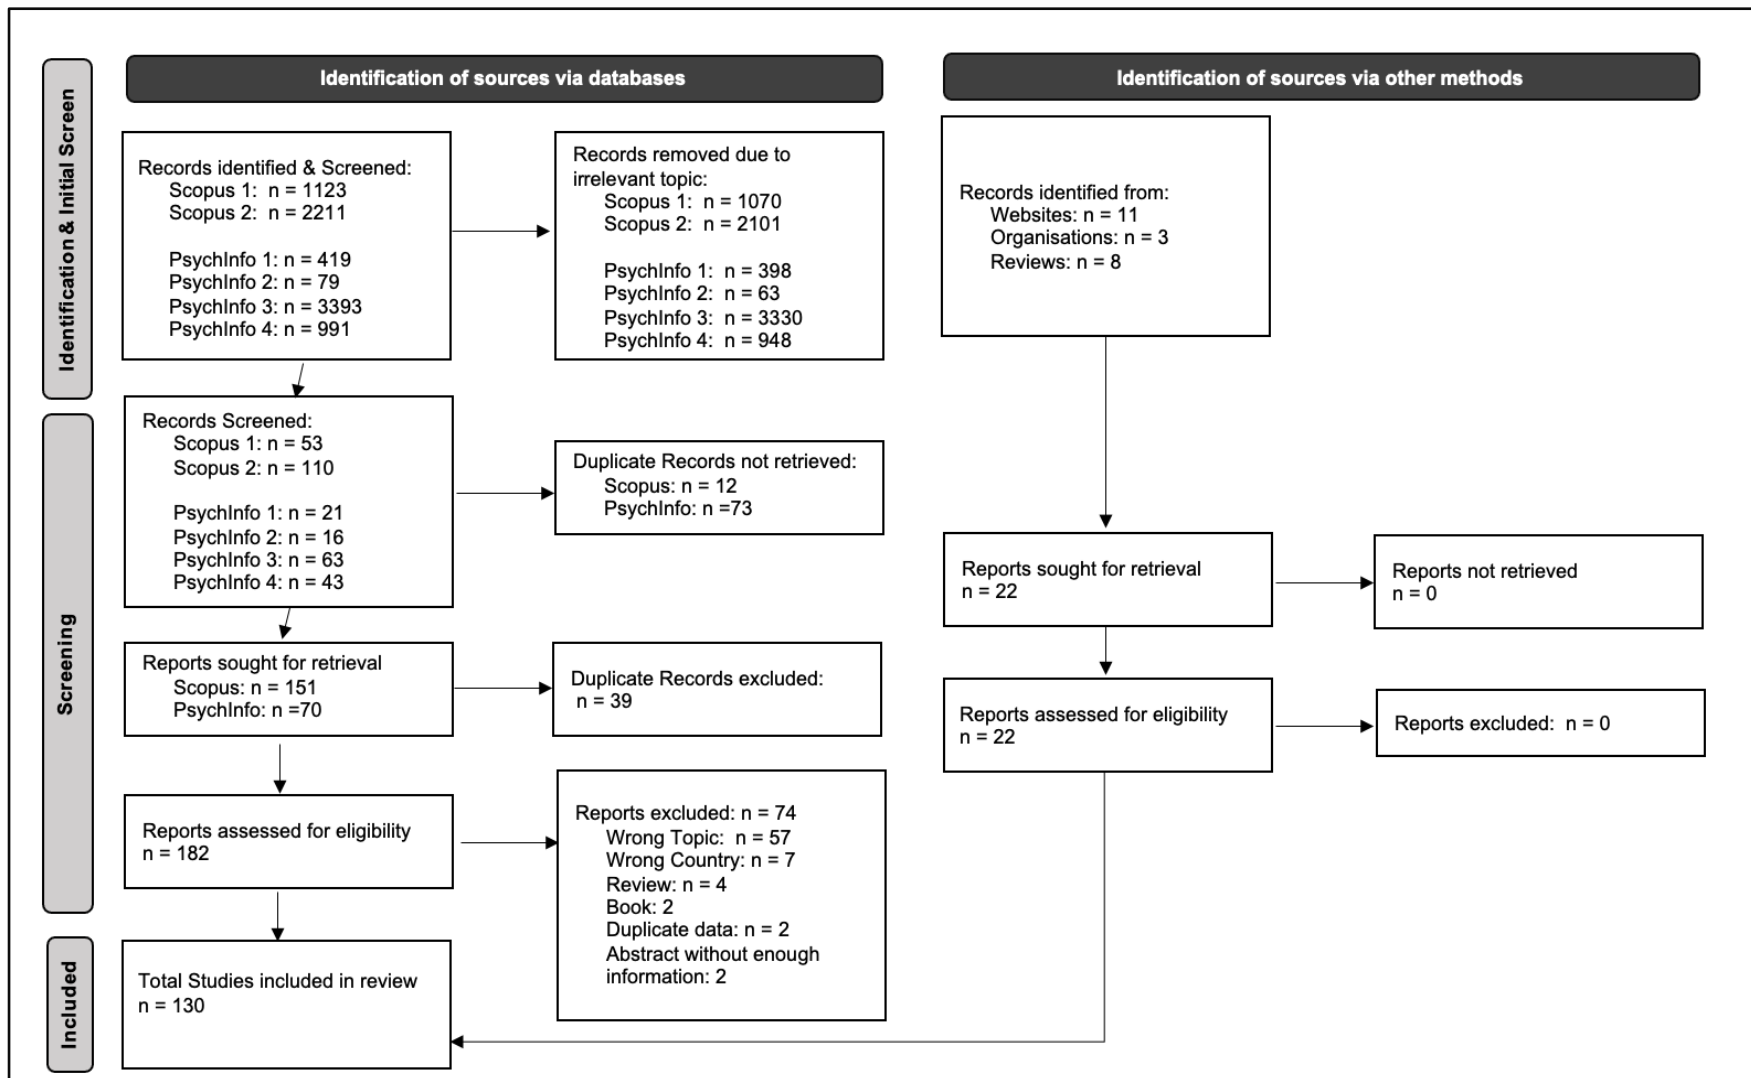 Identification of sources via databases
Identification of sources via other methods
Identification & Initial Screen
Records identified & Screened:
Scopus 1: n = 1123
Scopus 2: n = 2211
PsychInfo 1: n = 419
PsychInfo 2: n = 79
PsychInfo 3: n = 3393
PsychInfo 4: n = 991
Records removed due to
irrelevant topic:
Scopus 1: n = 1070
Scopus 2: n = 2101
PsychInfo 1: n = 398
PsychInfo 2: n = 63
PsychInfo 3: n = 3330
PsychInfo 4: n = 948
Records identified from:
Websites: n = 11
Organisations: n = 3
Reviews: n = 8
Screening
Records Screened:
Scopus 1: n = 53
Scopus 2: n = 110
PsychInfo 1: n = 21
PsychInfo 2: n = 16
PsychInfo 3: n = 63
PsychInfo 4: n = 43
Duplicate Records not retrieved:
Scopus: n = 12
PsychInfo: n =73
Reports sought for retrieval
n = 22
Reports not retrieved
n = 0
Reports sought for retrieval
Scopus: n = 151
PsychInfo: n =70
Duplicate Records excluded:
n = 39
Reports assessed for eligibility
n = 22
Reports excluded: n = 0
Reports assessed for eligibility
n = 182
Reports excluded: n = 74
Wrong Topic: n = 57
Wrong Country: n = 7
Review: n = 4
Book: 2
Duplicate data: n = 2
Abstract without enough
information: 2
Included
Total Studies included in review
n = 130